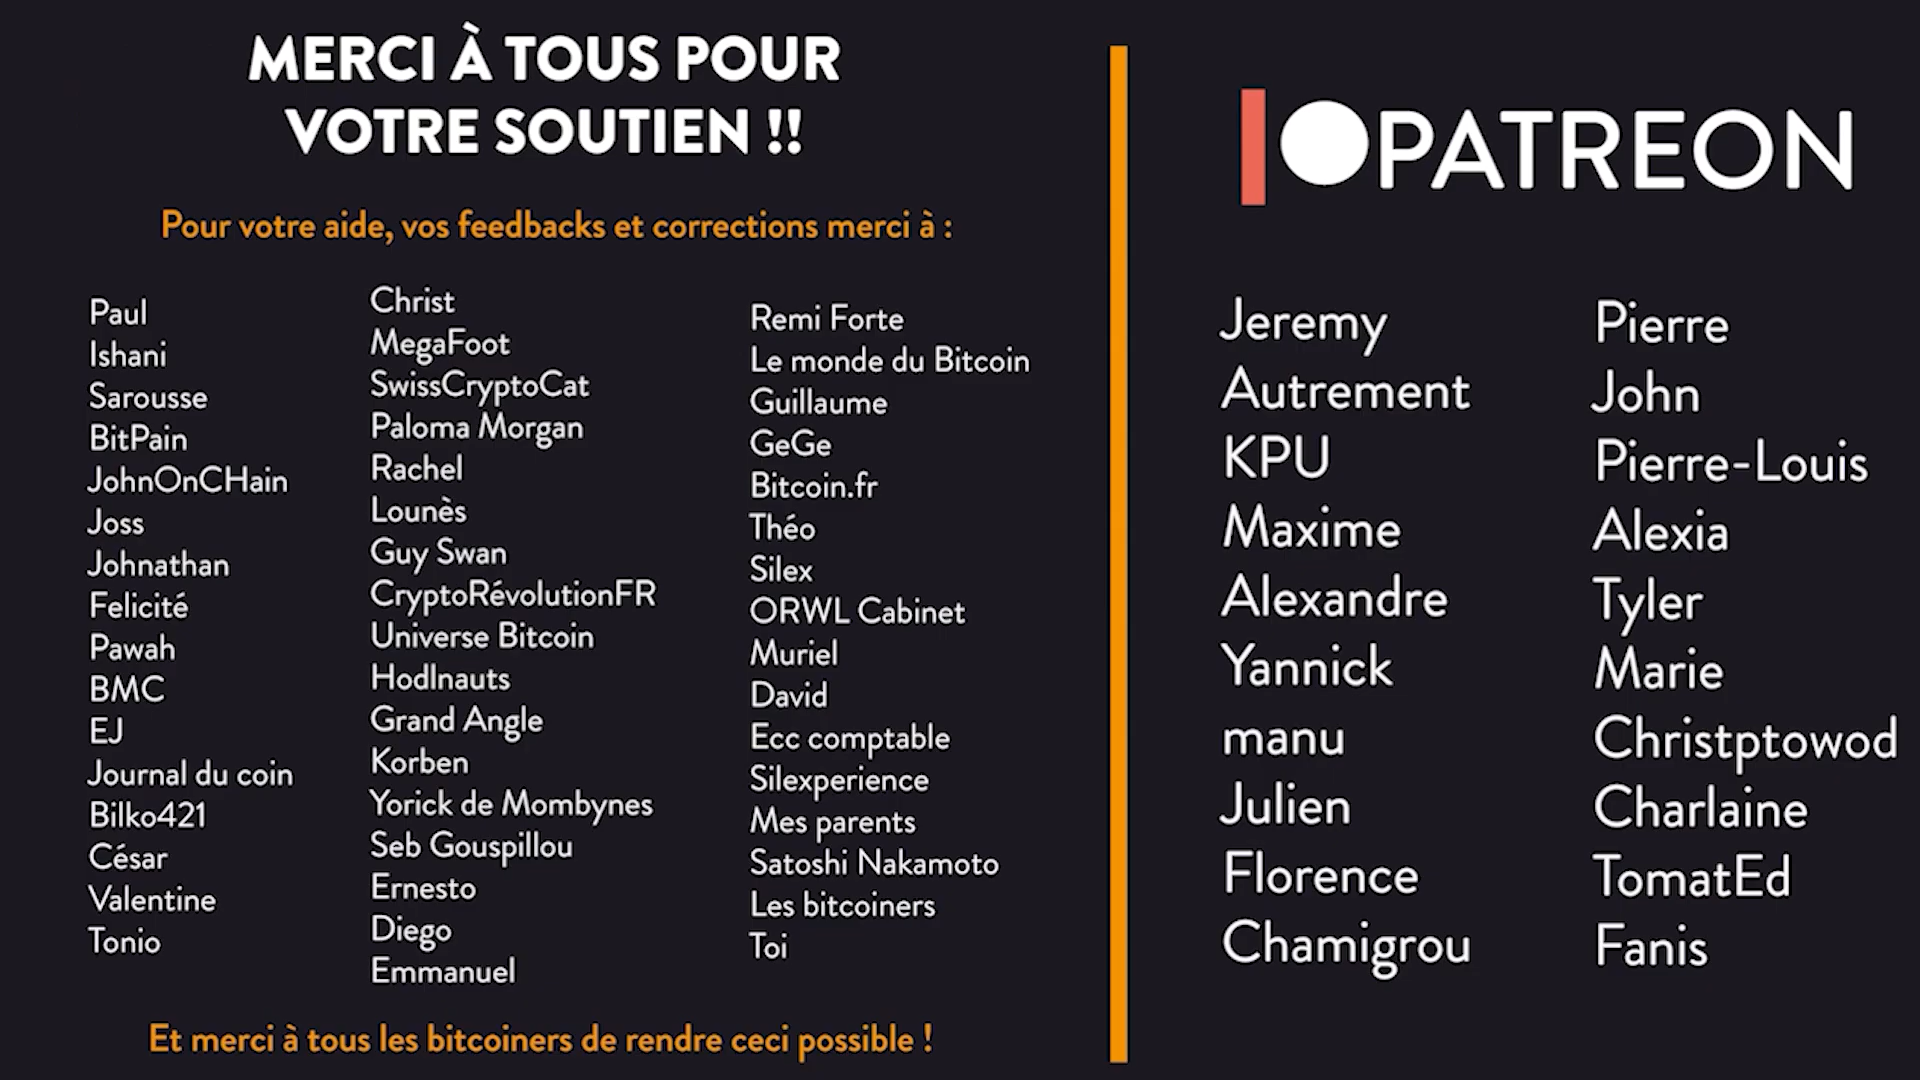 MERCI À TOUS POUR
VOTRE SOUTIEN !!
Pour votre aide, vos feedbacks et corrections merci à :
Paul
Ishani
Sarousse
BitPain
JohnOnCHain
Joss
Johnathan
Felicité
Pawah
BMC
EJ
Journal du coin
Bilko421
César
Valentine
Tonio
Christ
MegaFoot
SwissCryptoCat
Paloma Morgan
Rachel
Lounès
Guy Swan
CryptoRévolutionFR
Universe Bitcoin
Hodlnauts
Grand Angle
Korben
Yorick de Mombynes
Seb Gouspillou
Ernesto
Diego
Emmanuel
Remi Forte
Le monde du Bitcoin
Guillaume
GeGe
Bitcoin.fr
Théo
Silex
ORWL Cabinet
Muriel
David
Ecc comptable
Silexperience
Mes parents
Satoshi Nakamoto
Les bitcoiners
Toi
Et merci à tous les bitcoiners de rendre ceci possible !
PATREON
Jeremy
Autrement
KPU
Maxime
Alexandre
Yannick
manu
Julien
Florence
Chamigrou
Pierre
John
Pierre-Louis
Alexia
Tyler
Marie
Christptowod
Charlaine
TomatEd
Fanis